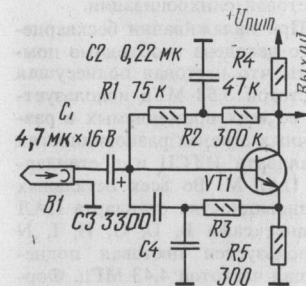 +Uпит
C2 0,22 мк
R4
47 к
Выход
R1 75 к
R2
300 к
C1
4,7 мк×16 В
VT1
В1
C3 3300
R3
C4
R5
300